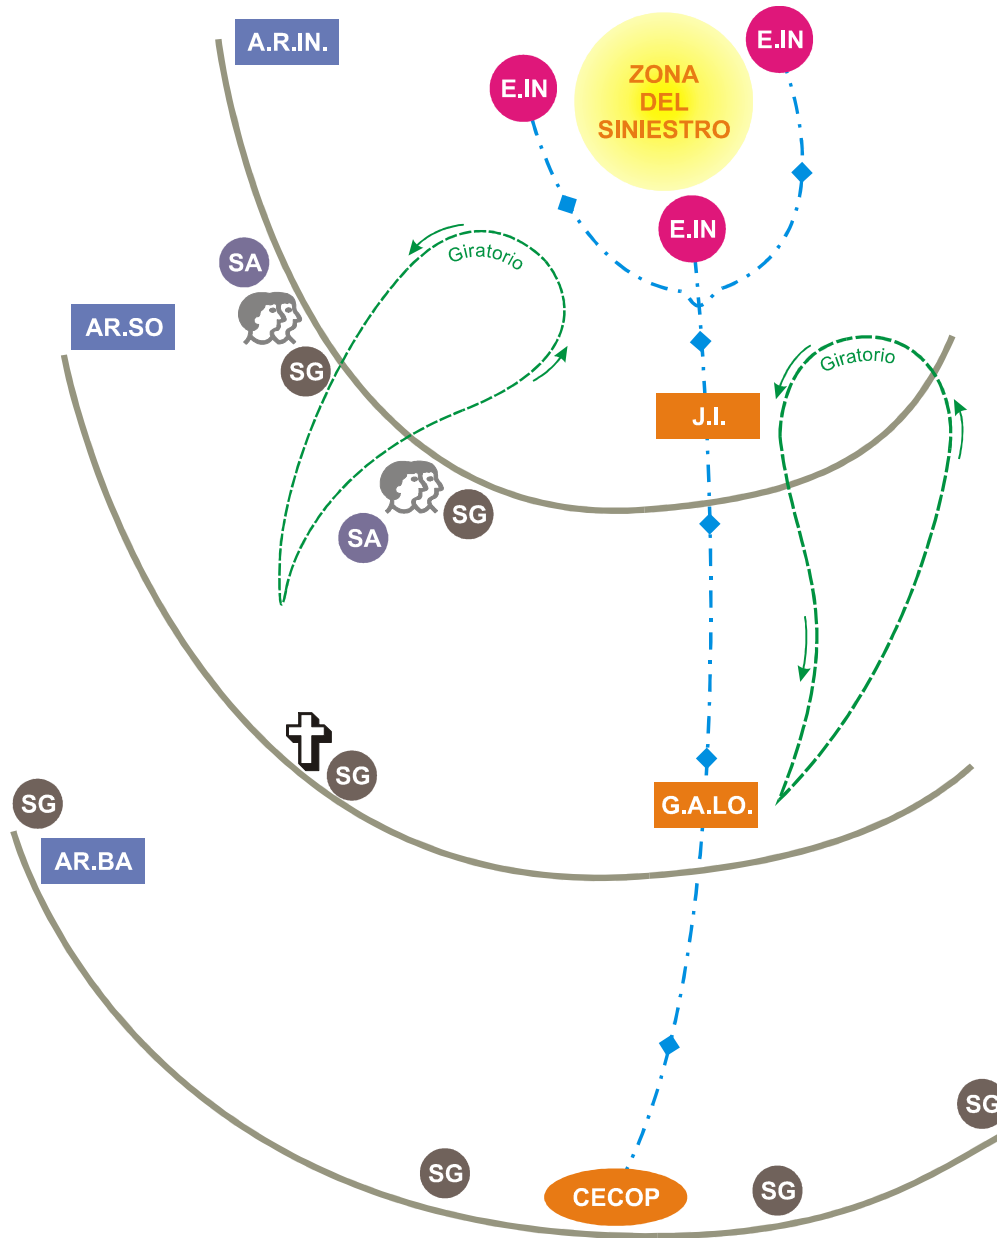 A.R.IN.
E.IN
E.IN
ZONA
DEL
SINIESTRO
E.IN
SA
Giratorio
AR.SO
SG
Giratorio
J.I.
SG
SA
SG
SG
G.A.LO.
AR.BA
SG
SG
CECOP
SG